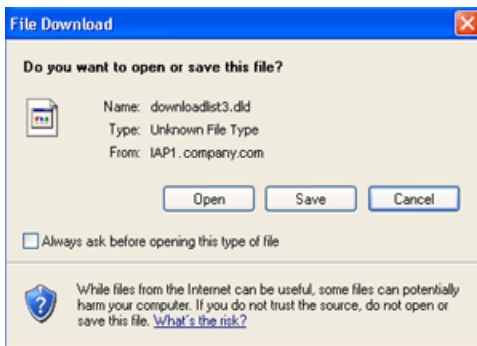 File Download
Do you want to open or save this file?
Name: downloadlist3.dld
Type: Unknown File Type
From: IAP1.company.com
Open Save Cancel
Always ask before opening this type of file
While files from the Internet can be useful, some files can potentially
harm your computer. If you do not trust the source, do not open or
save this file. What's the risk?